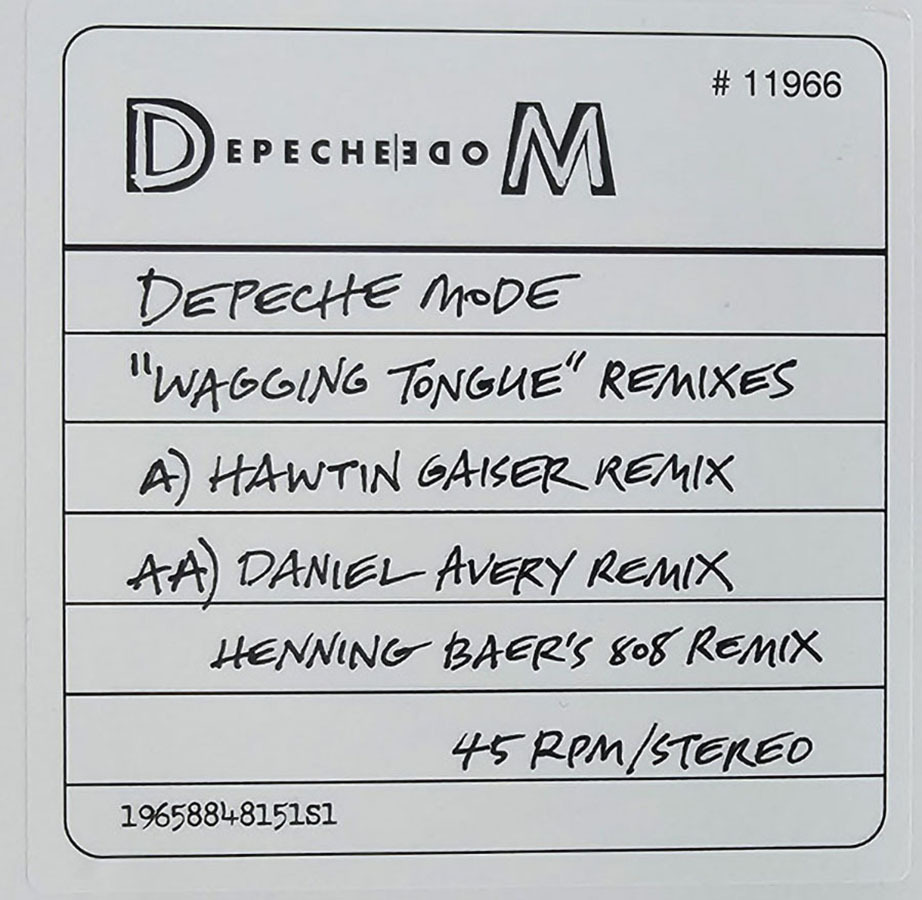 # 11966
DEPECHE|ƎDOM
DEPECHE MODE
"WAGGING TONGUE" REMIXES
A) HAWTIN GAISER REMIX
AA) DANIEL AVERY REMIX
HENNING BAER'S 808 REMIX
45 RPM/STEREO
19658848151S1